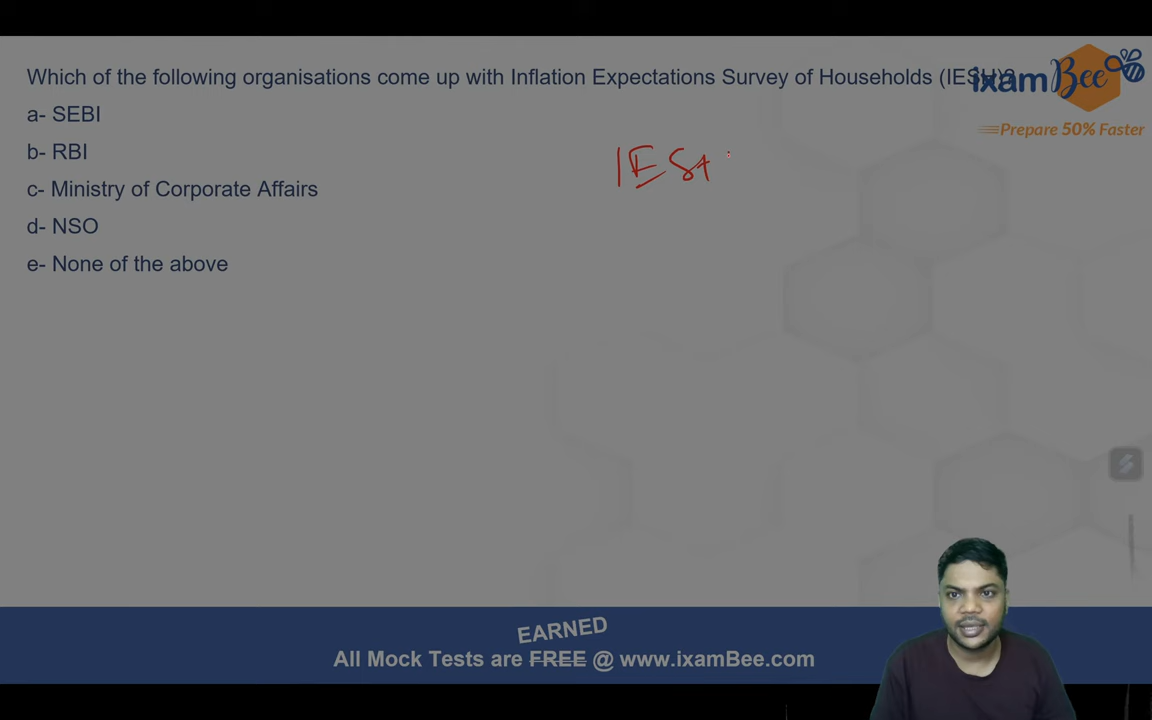 Which of the following organisations come up with Inflation Expectations Survey of Households (IESH)?
ixamBee
Prepare 50% Faster
a- SEBI
b- RBI
c- Ministry of Corporate Affairs
d- NSO
e- None of the above
EARNED
All Mock Tests are FREE @ www.ixamBee.com